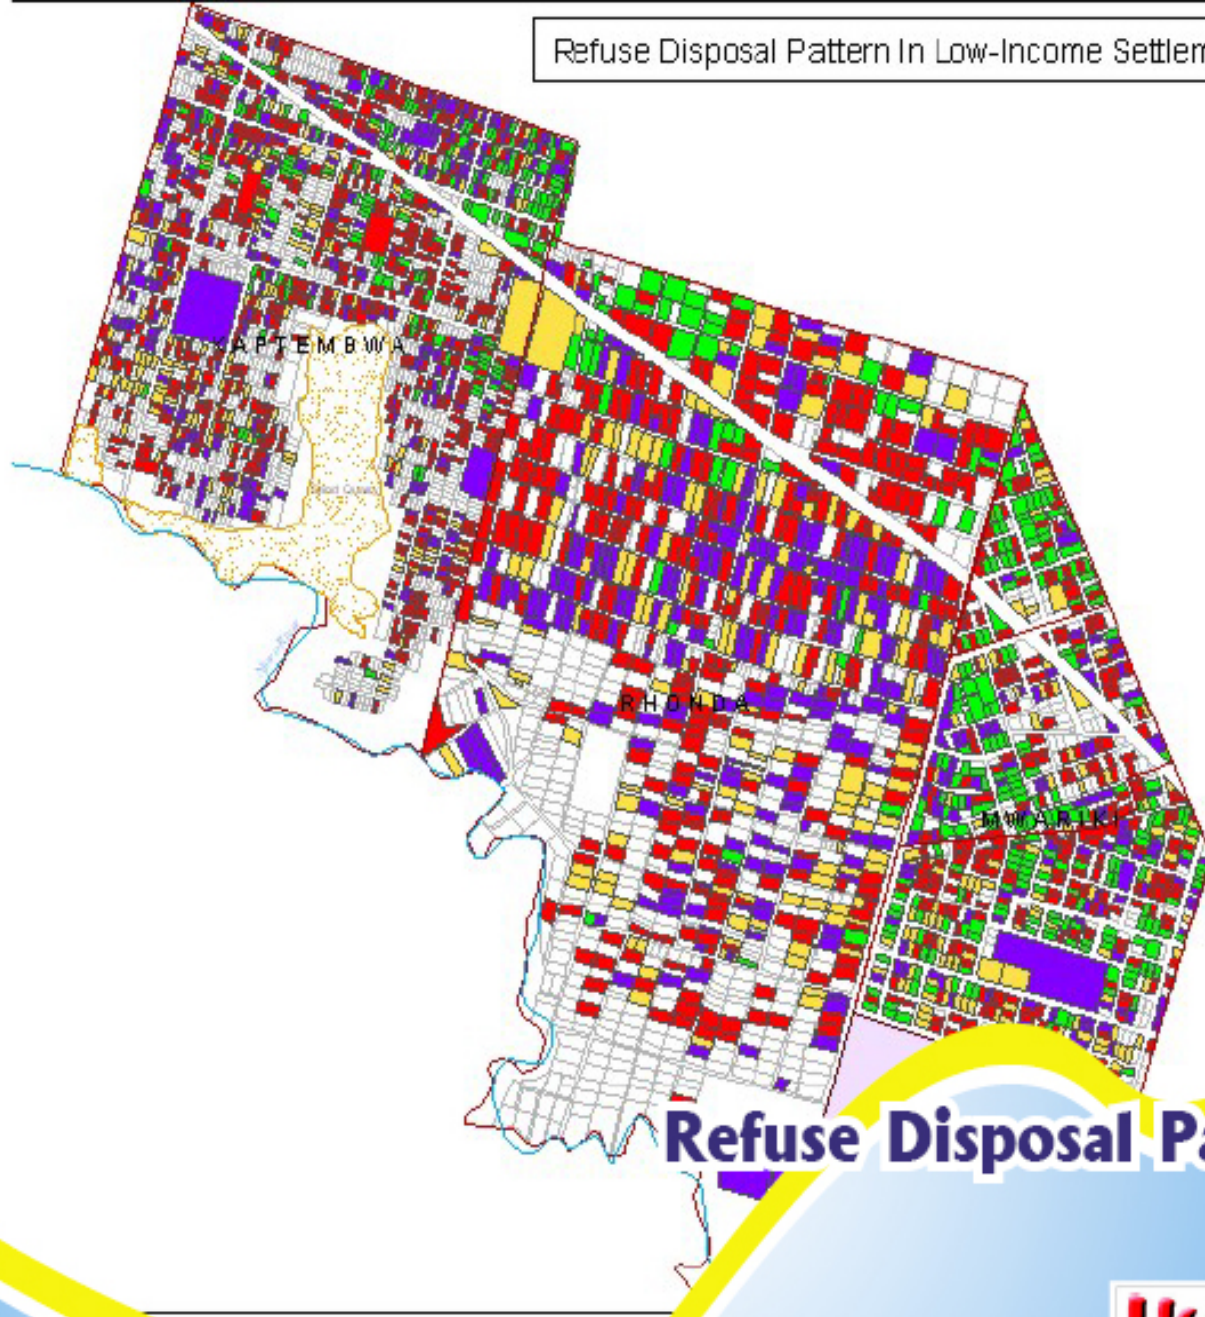 Refuse Disposal Pattern In Low-Income Settlem
KAPTEMBWA
RHONDA
MWARIKI
Refuse Disposal Pa